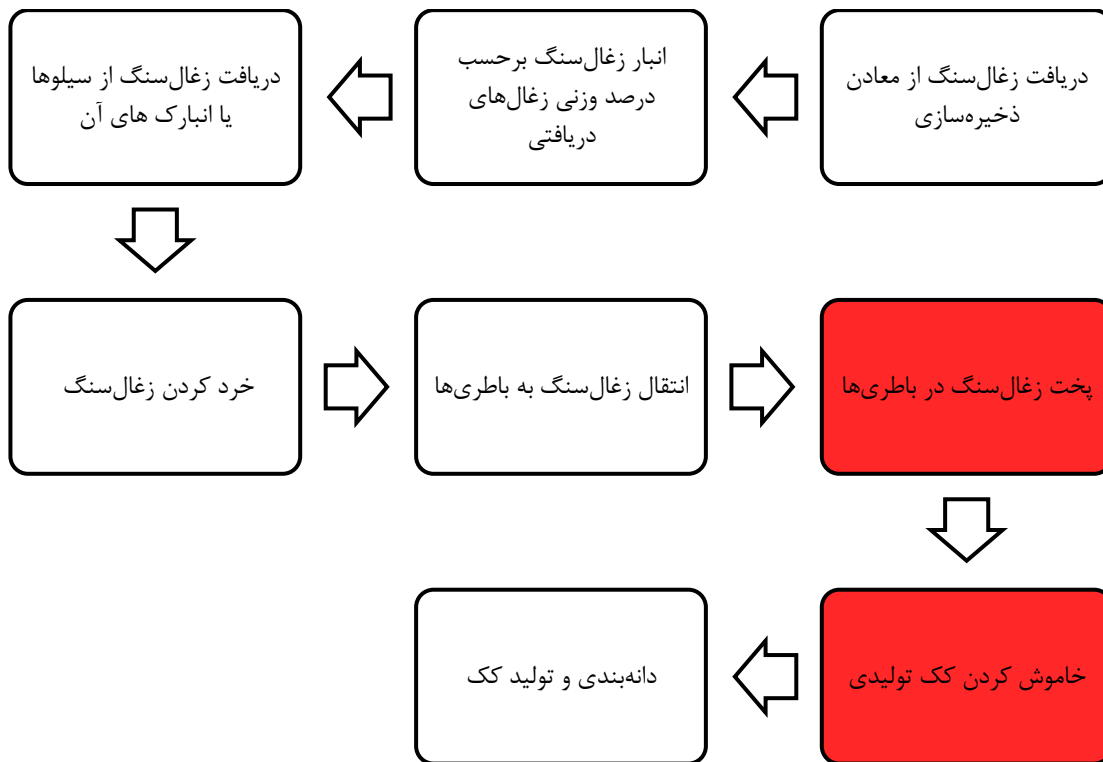 دریافت زغال‌سنگ از معادن
ذخیره‌سازی
انبار زغال‌سنگ برحسب
درصد وزنی زغال‌های
دریافتی
دریافت زغال‌سنگ از سیلوها
یا انبارک های آن
خرد کردن زغال‌سنگ
انتقال زغال‌سنگ به باطری‌ها
پخت زغال‌سنگ در باطری‌ها
خاموش کردن کک تولیدی
دانه‌بندی و تولید کک